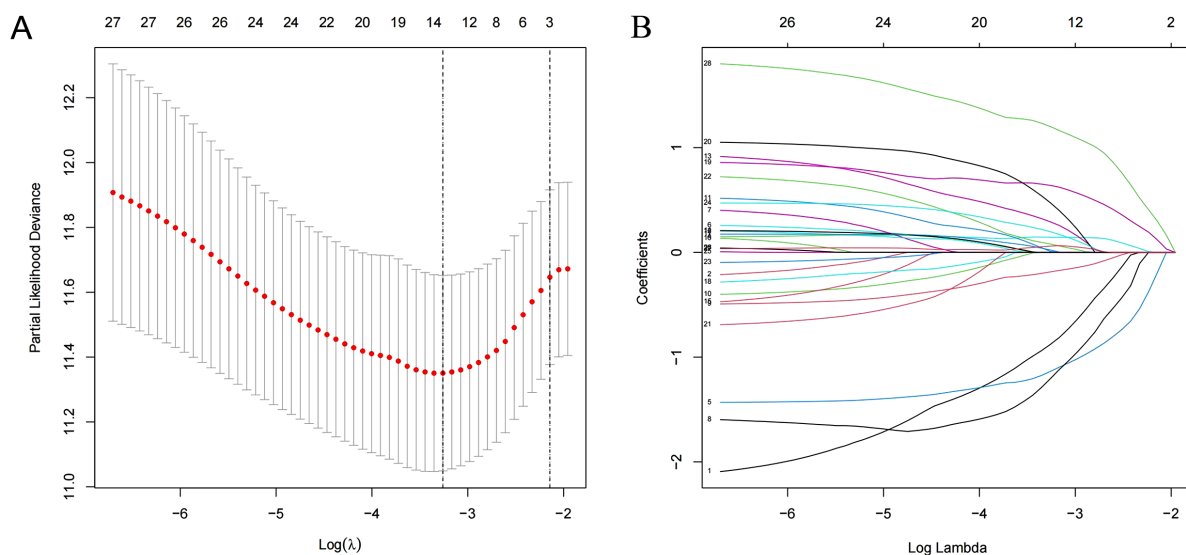 A
27 27 26 26 24 24 22 20 19 14 12 8 6 3
12.2
12.0
11.8
11.6
11.4
11.2
11.0
Partial Likelihood Deviance
−6 −5 −4 −3 −2
Log(λ)
B
26 24 20 12 2
28
20
13
19
22
11
24
7
6
23
2
18
10
21
5
8
1
1
0
−1
−2
Coefficients
−6 −5 −4 −3 −2
Log Lambda